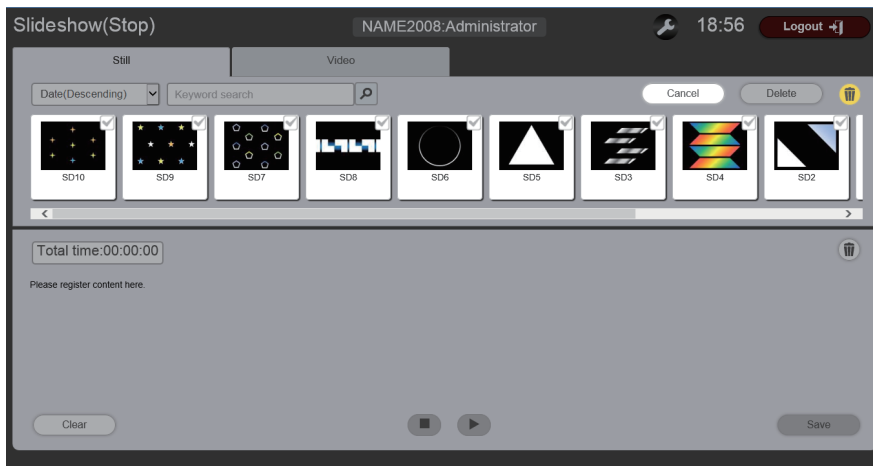 Slideshow(Stop)
NAME2008:Administrator
18:56
Logout
Still
Video
Date(Descending)
Keyword search
Cancel
Delete
SD10
SD9
SD7
SD8
SD6
SD5
SD3
SD4
SD2
Total time:00:00:00
Please register content here.
Clear
Save